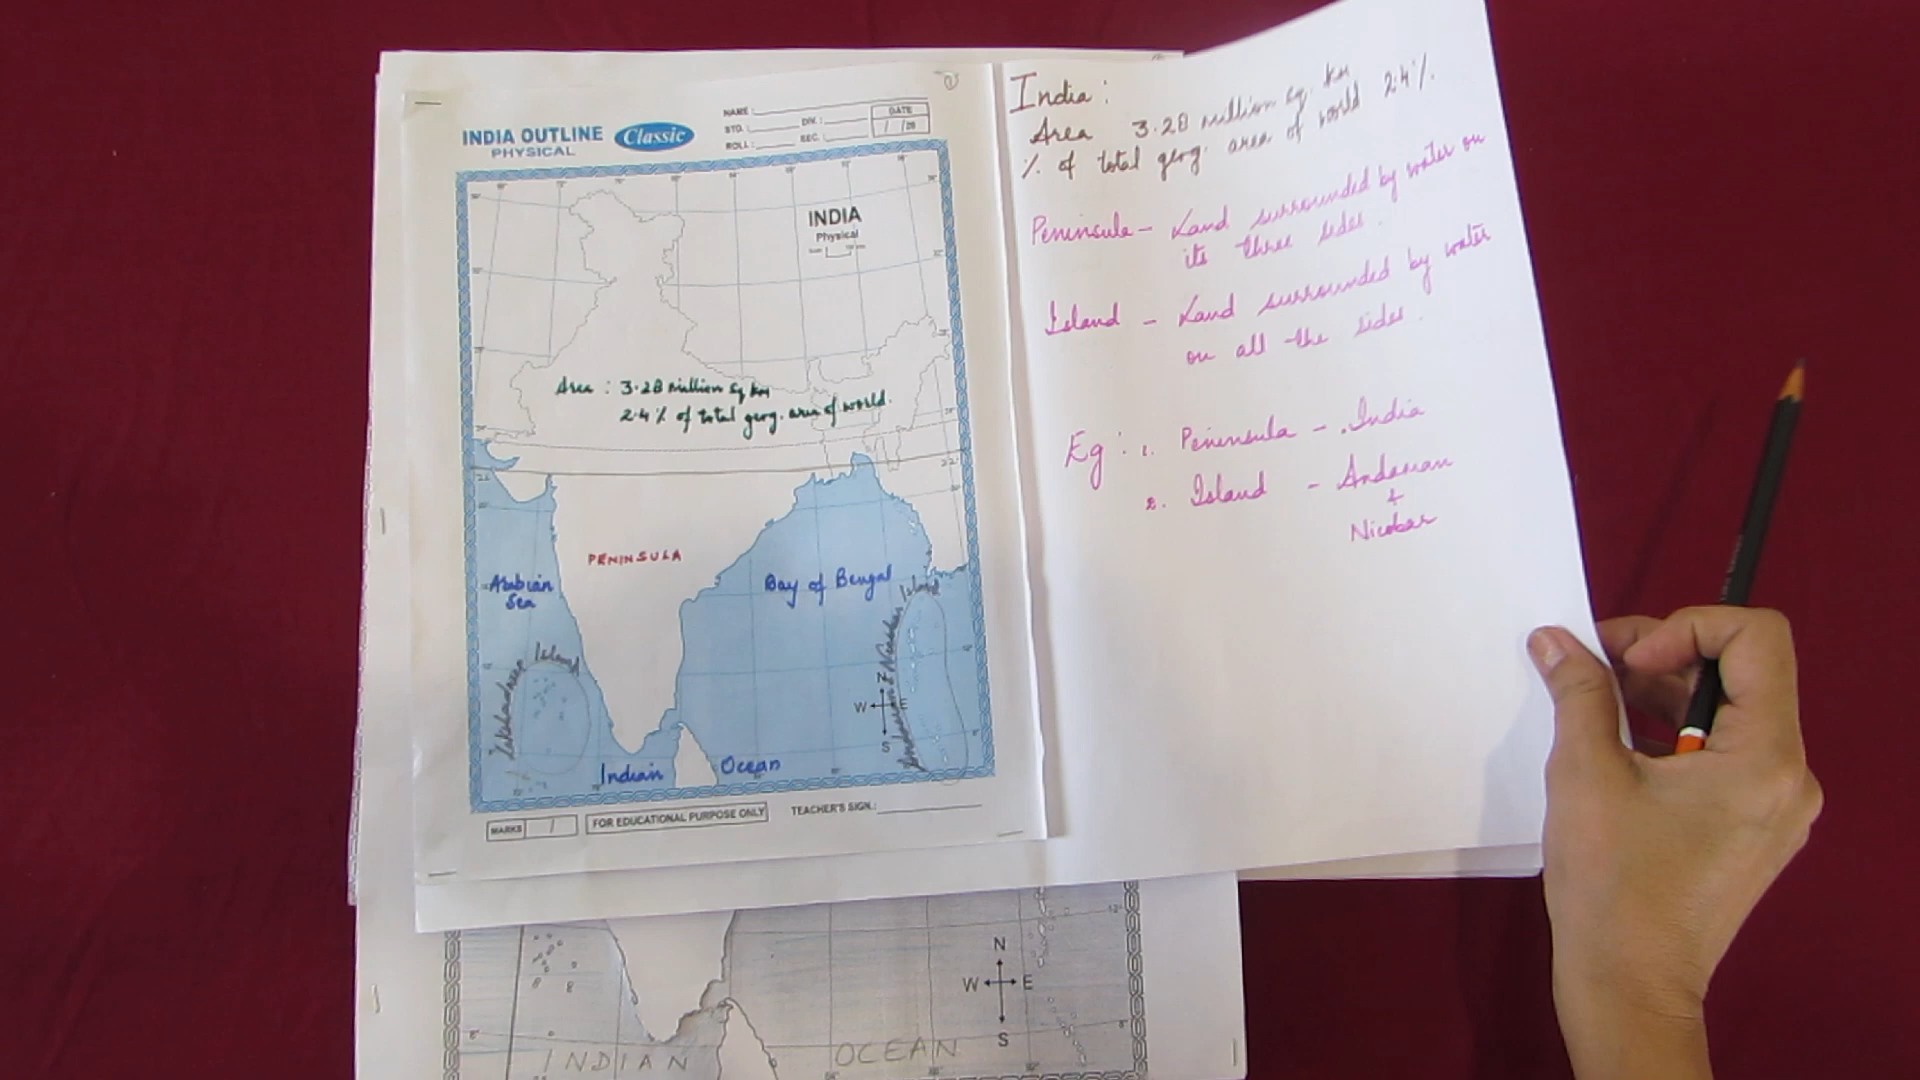 INDIA OUTLINE
PHYSICAL
Classic
NAME :
STD. :
DIV. :
ROLL :
SEC. :
DATE
/ /20
INDIA
Physical
Area : 3.28 million sq km
2.4 % of total geog. area of world.
PENINSULA
Arabian
Sea
Bay of Bengal
Lakshadweep Island
Andaman & Nicobar Island
N
W E
S
Indian Ocean
MARKS /
FOR EDUCATIONAL PURPOSE ONLY
TEACHER'S SIGN.:
India :
Area 3.28 million sq. km
% of total geog. area of world 2.4 %.
Peninsula - Land surrounded by water on
its three sides.
Island - Land surrounded by water
on all the sides.
Eg : 1. Peninsula - India
2. Island - Andaman
&
Nicobar
N
W E
S
INDIAN OCEAN